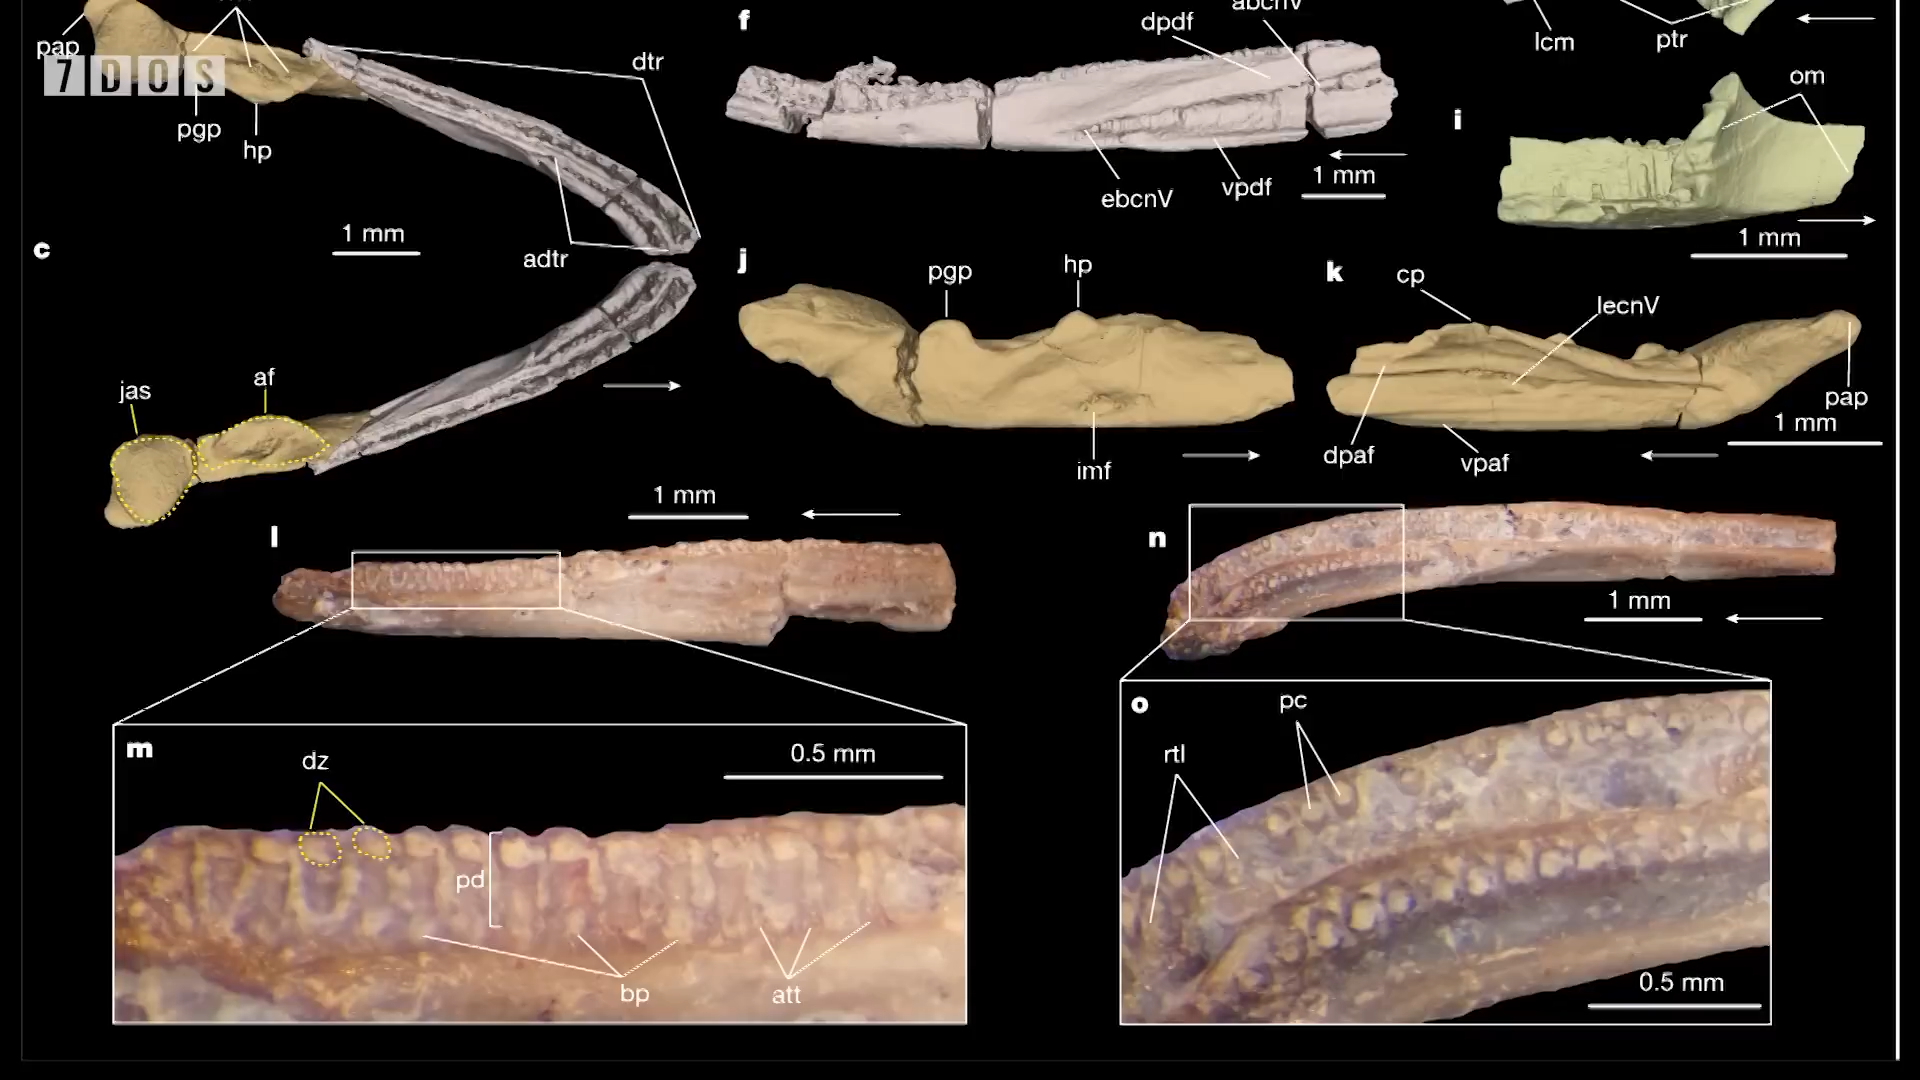 f
dpdf
abcnV
lcm
ptr
pap
7DOS
dtr
om
pgp
hp
i
ebcnV
vpdf
1 mm
c
1 mm
adtr
1 mm
j
pgp
hp
k
cp
lecnV
jas
af
pap
1 mm
imf
dpaf
vpaf
l
1 mm
n
1 mm
m
dz
0.5 mm
pd
bp
att
o
pc
rtl
0.5 mm